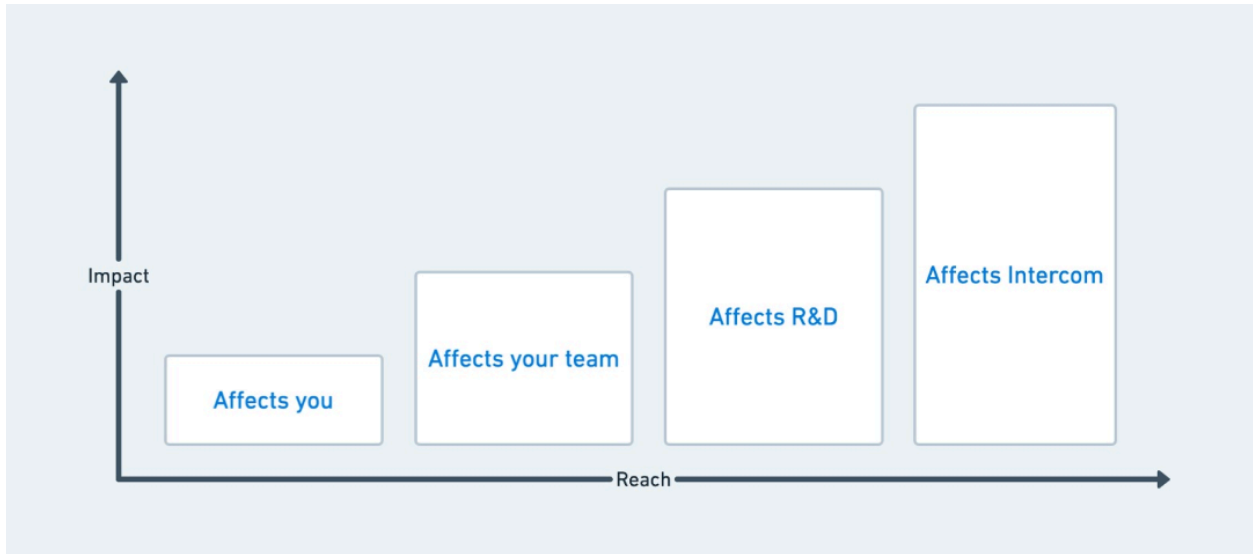 Impact
Affects you
Affects your team
Affects R&D
Affects Intercom
Reach